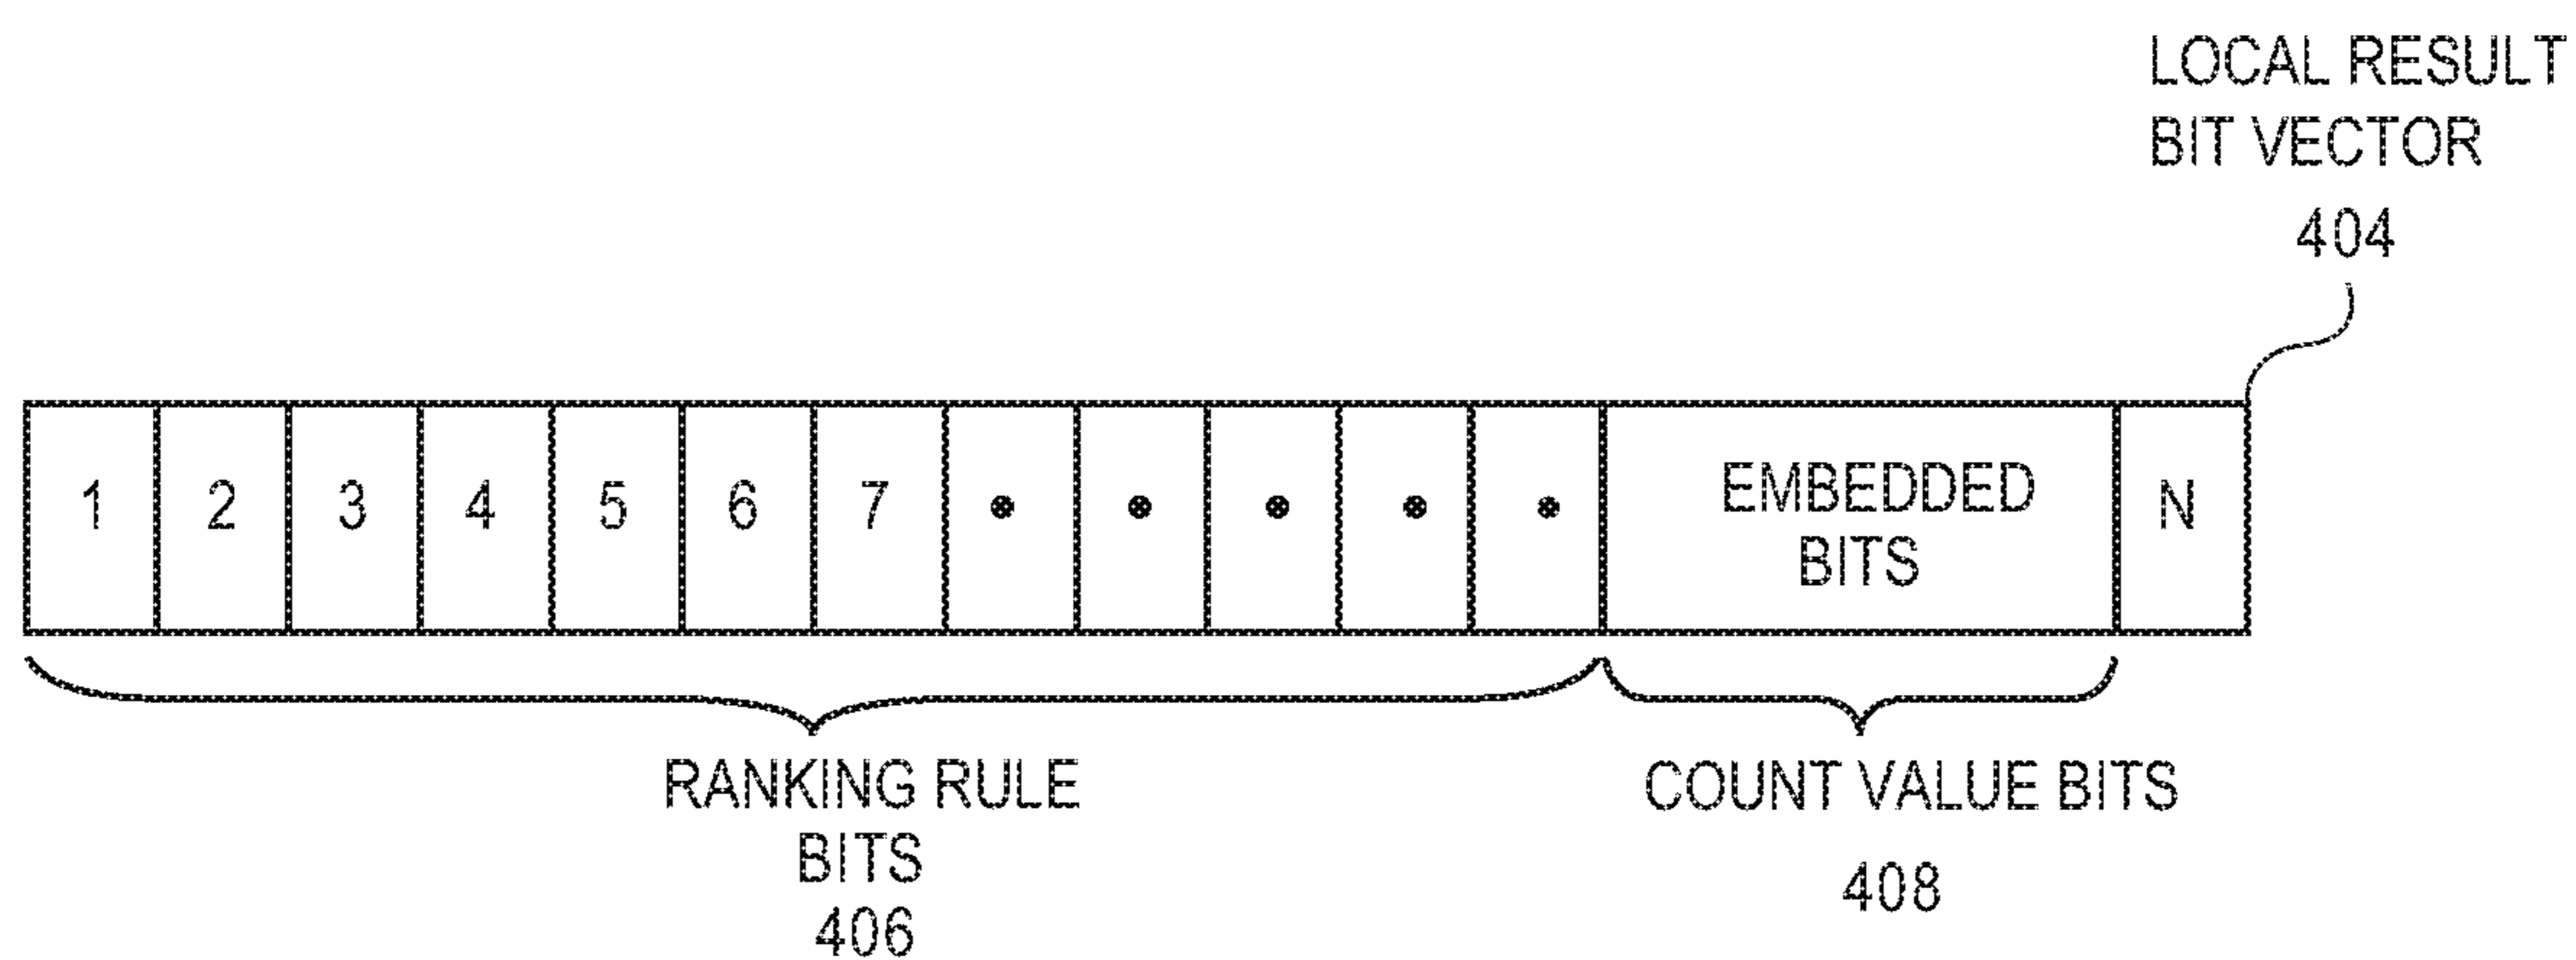 LOCAL RESULT
BIT VECTOR
404
1 2 3 4 5 6 7 • • • • • EMBEDDED BITS N
RANKING RULE
BITS
406
COUNT VALUE BITS
408